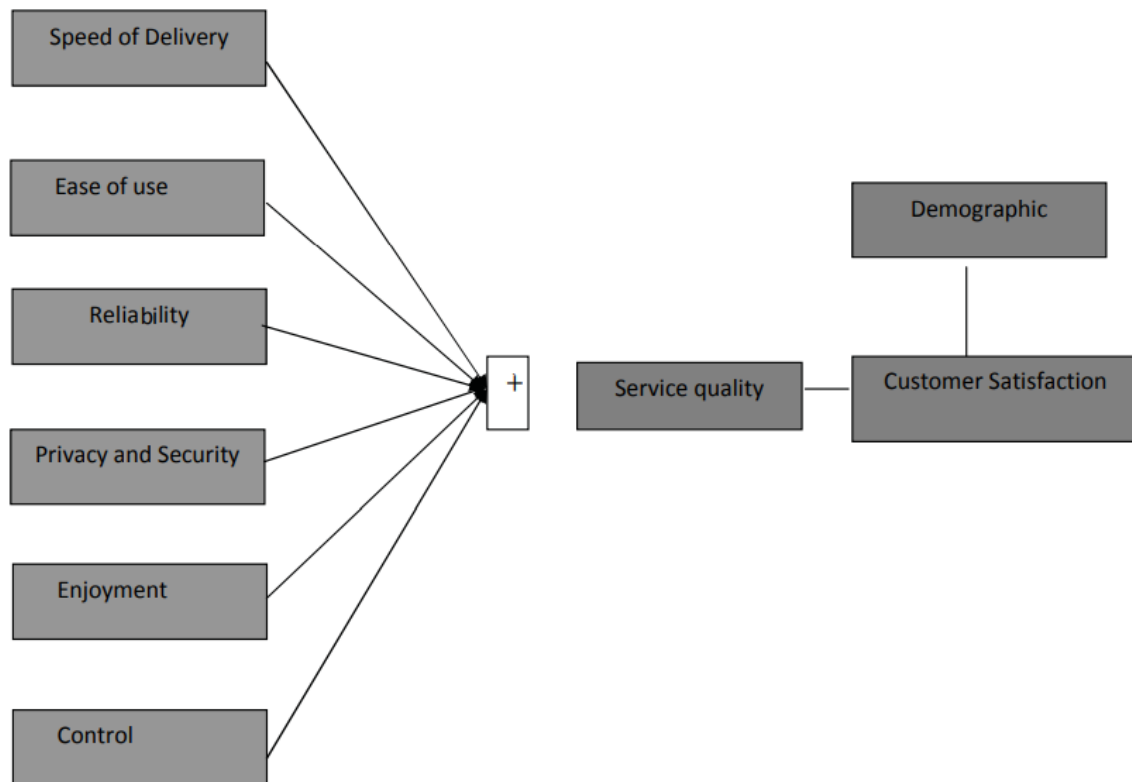 Speed of Delivery
Ease of use
Reliability
Privacy and Security
Enjoyment
Control
+
Service quality
Demographic
Customer Satisfaction